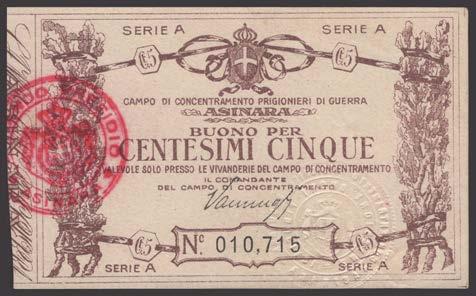 SERIE A SERIE A
C.5 C.5
CAMPO DI CONCENTRAMENTO PRIGIONIERI DI GUERRA
ASINARA
BUONO PER
CENTESIMI CINQUE
VALEVOLE SOLO PRESSO LE VIVANDERIE DEL CAMPO DI CONCENTRAMENTO
IL COMANDANTE
DEL CAMPO DI CONCENTRAMENTO
C.5 C.5
N.º 010,715
SERIE A SERIE A
ASINARA